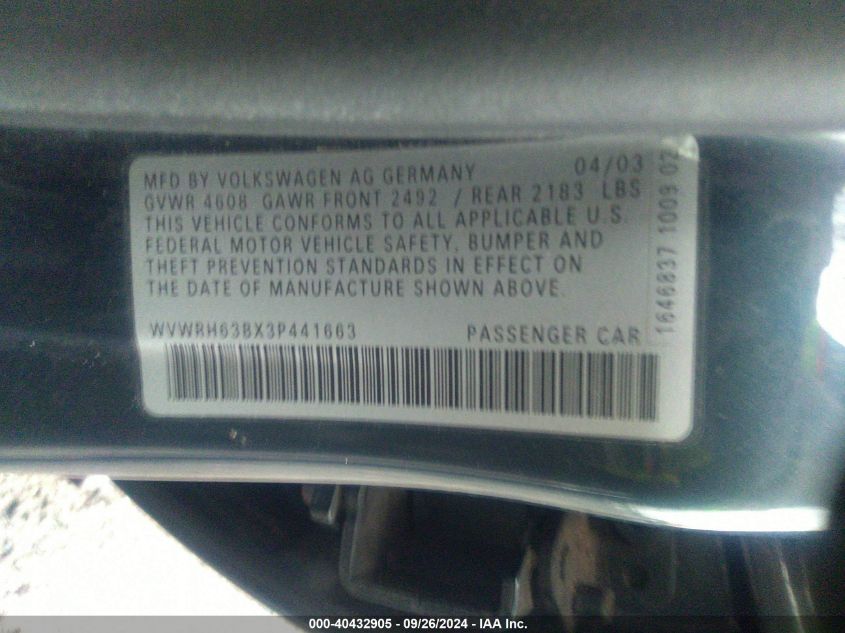 MFD BY VOLKSWAGEN AG GERMANY 04/03
GVWR 4608 GAWR FRONT 2492 / REAR 2183 LBS
THIS VEHICLE CONFORMS TO ALL APPLICABLE U.S.
FEDERAL MOTOR VEHICLE SAFETY, BUMPER AND
THEFT PREVENTION STANDARDS IN EFFECT ON
THE DATE OF MANUFACTURE SHOWN ABOVE.
WVWRH63BX3P441663 PASSENGER CAR
1646837 1009 02
000-40432905 - 09/26/2024 - IAA Inc.